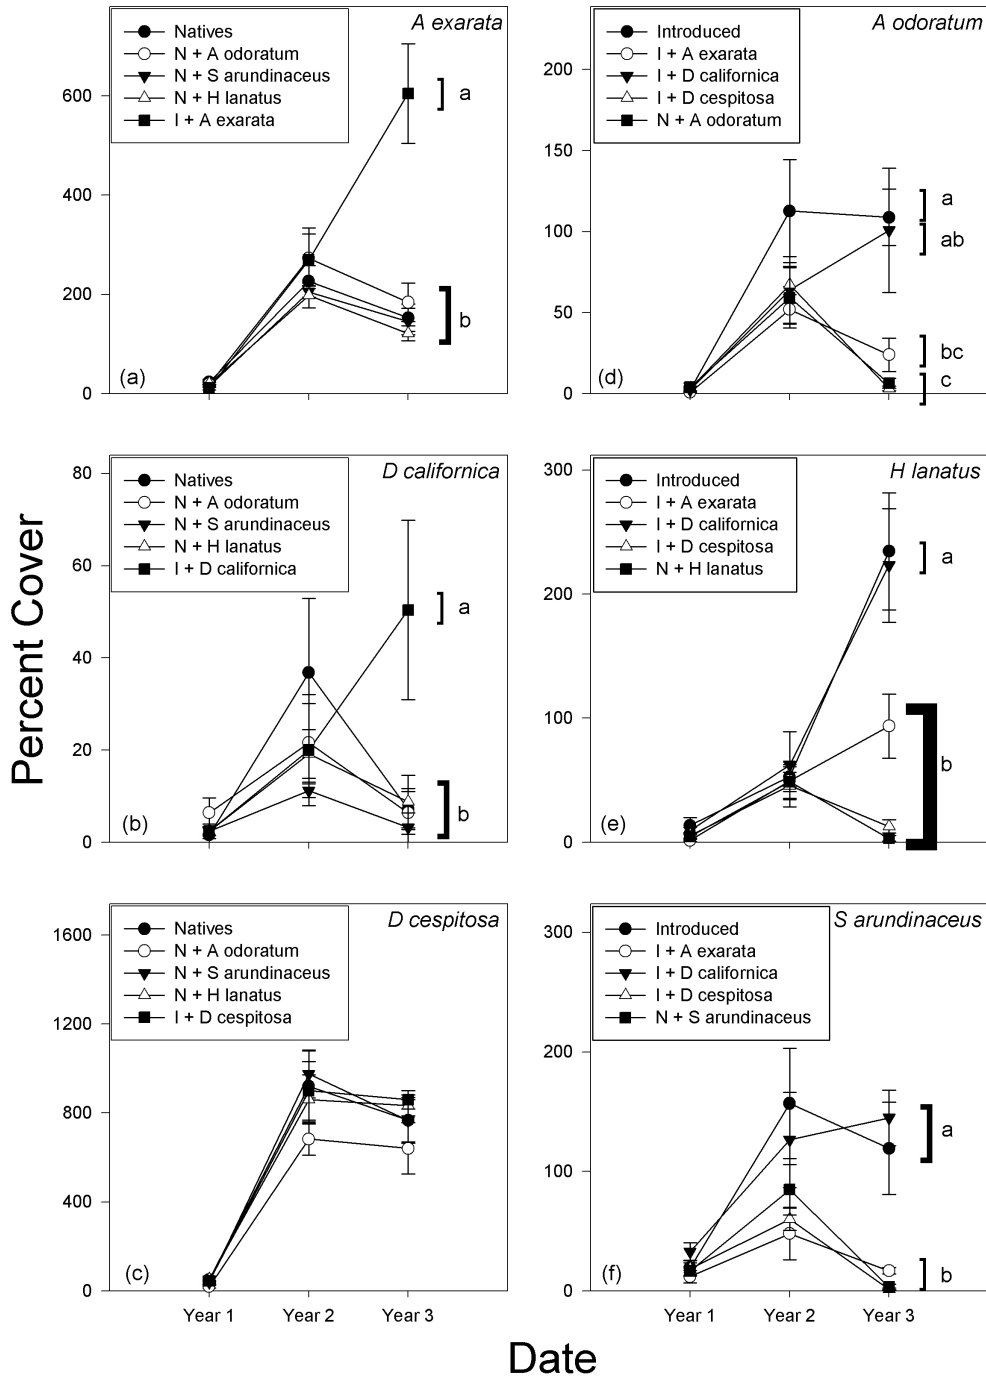 A exarata
Natives
N + A odoratum
N + S arundinaceus
N + H lanatus
I + A exarata
600
400
200
0
a
b
(a)
A odoratum
Introduced
I + A exarata
I + D californica
I + D cespitosa
N + A odoratum
200
150
100
50
0
a
ab
bc
c
(d)
D californica
Natives
N + A odoratum
N + S arundinaceus
N + H lanatus
I + D californica
80
60
40
20
0
a
b
(b)
H lanatus
Introduced
I + A exarata
I + D californica
I + D cespitosa
N + H lanatus
300
200
100
0
a
b
(e)
Percent Cover
D cespitosa
Natives
N + A odoratum
N + S arundinaceus
N + H lanatus
I + D cespitosa
1600
1200
800
400
0
(c)
Year 1 Year 2 Year 3
S arundinaceus
Introduced
I + A exarata
I + D californica
I + D cespitosa
N + S arundinaceus
300
200
100
0
a
b
(f)
Year 1 Year 2 Year 3
Date